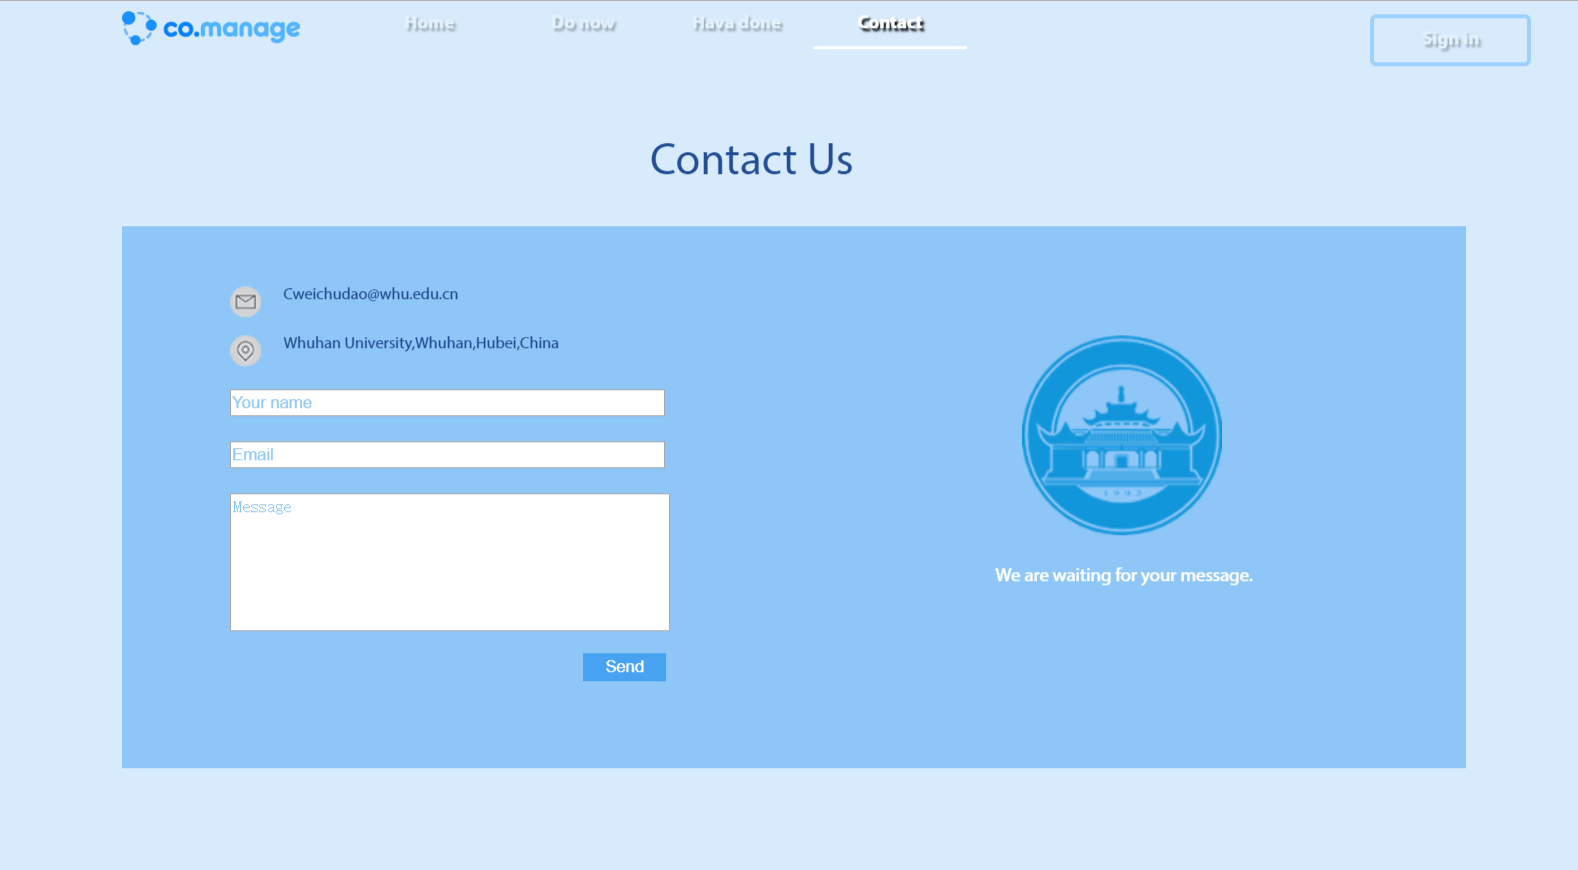 co.manage
Home
Do now
Hava done
Contact
Sign in
Contact Us
Cweichudao@whu.edu.cn
Whuhan University,Whuhan,Hubei,China
Your name
Email
Message
Send
1893
We are waiting for your message.